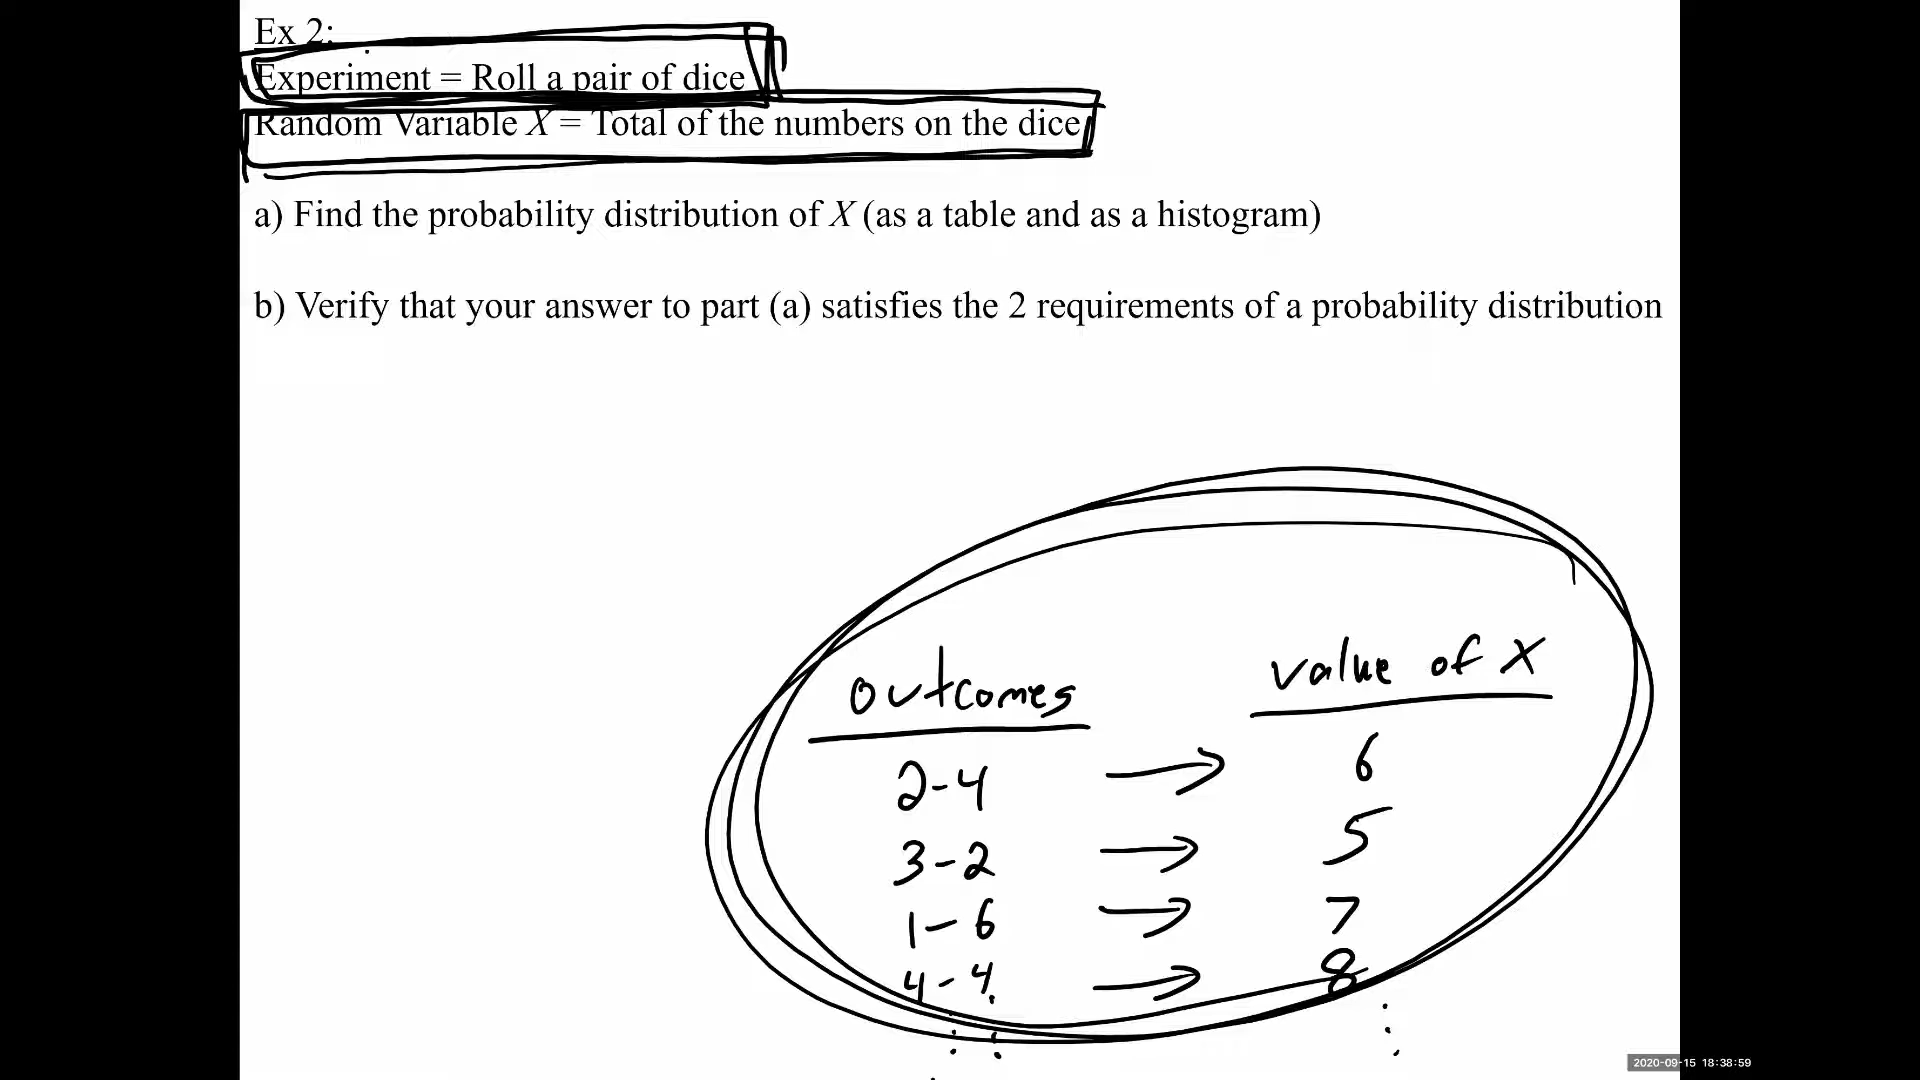 Ex 2:
Experiment = Roll a pair of dice
Random Variable X = Total of the numbers on the dice
a) Find the probability distribution of X (as a table and as a histogram)
b) Verify that your answer to part (a) satisfies the 2 requirements of a probability distribution
outcomes value of X
2-4 → 6
3-2 → 5
1-6 → 7
4-4 → 8
2020-09-15 18:38:59